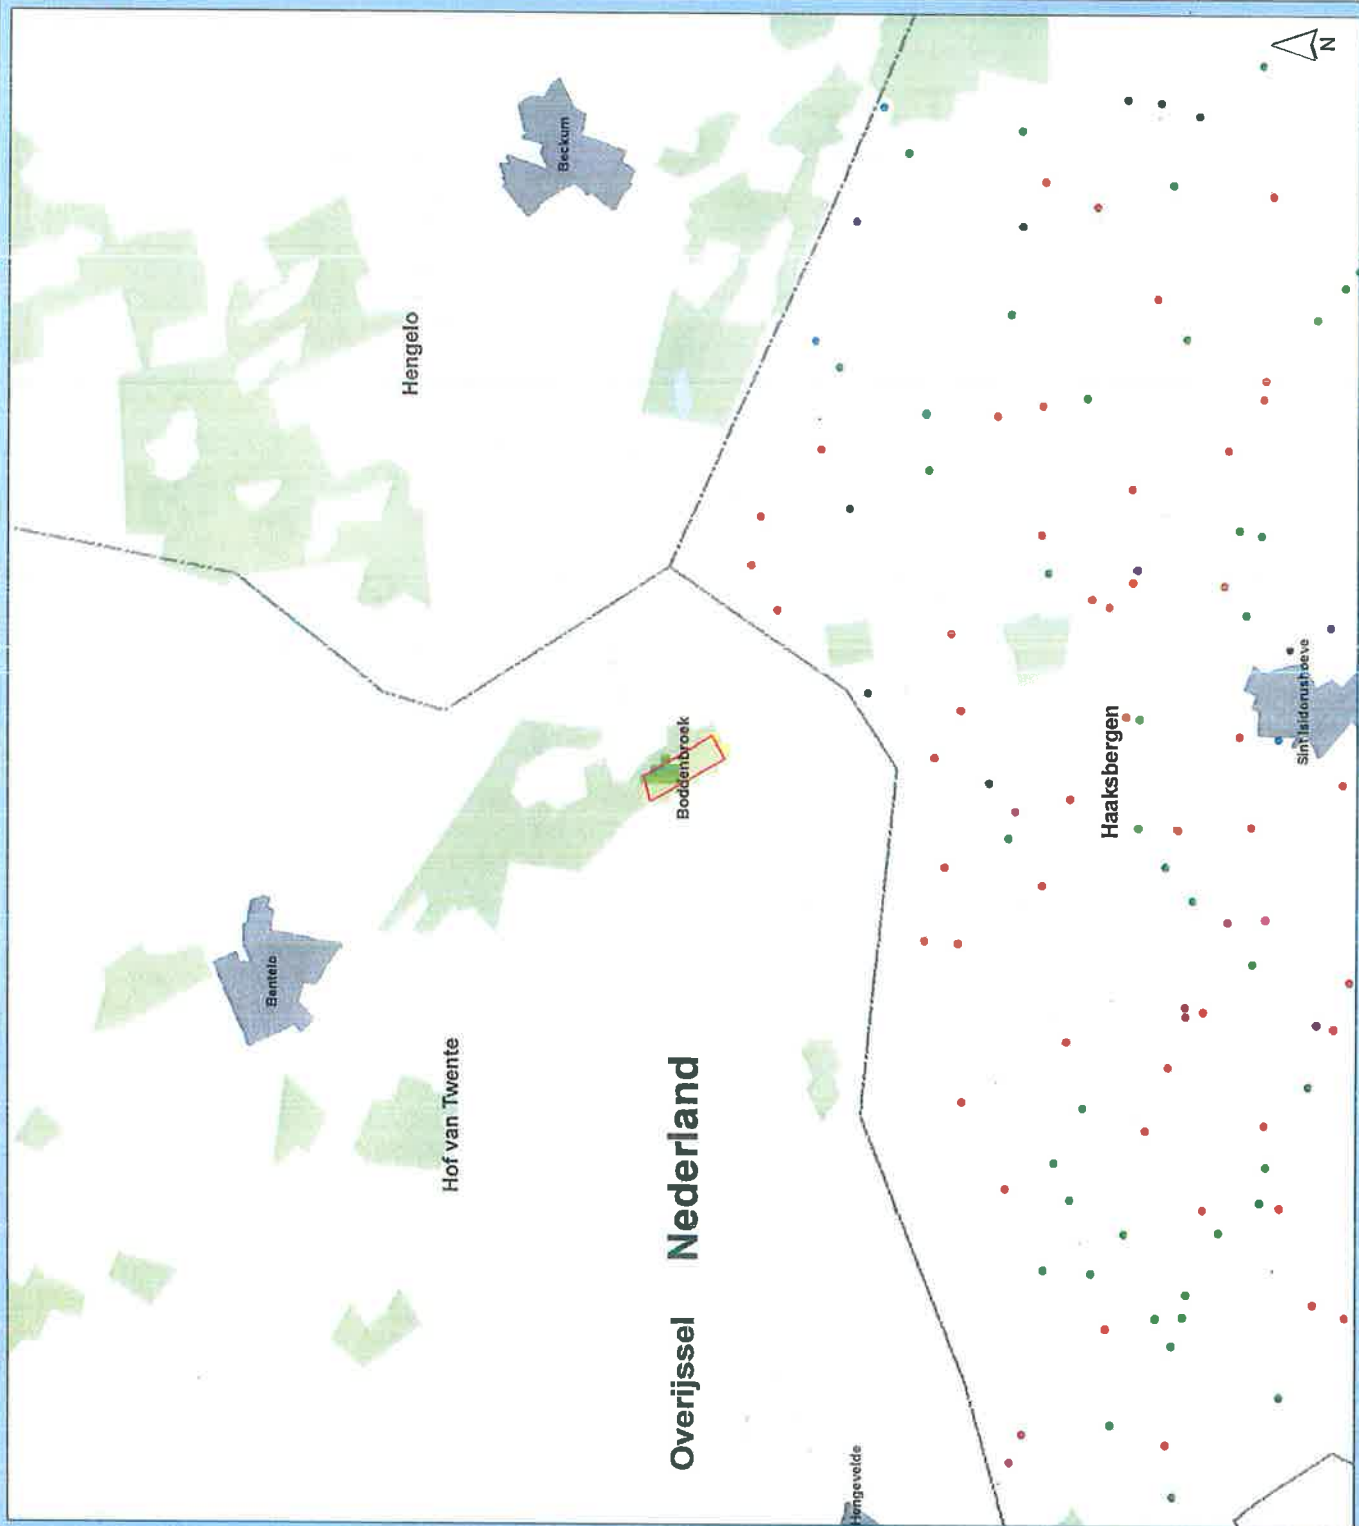 Beckum
Hengelo
Boddenbroek
Bentelo
Hof van Twente
Overijssel Nederland
Haaksbergen
Sint Isidorushoeve
Hengevelde
N